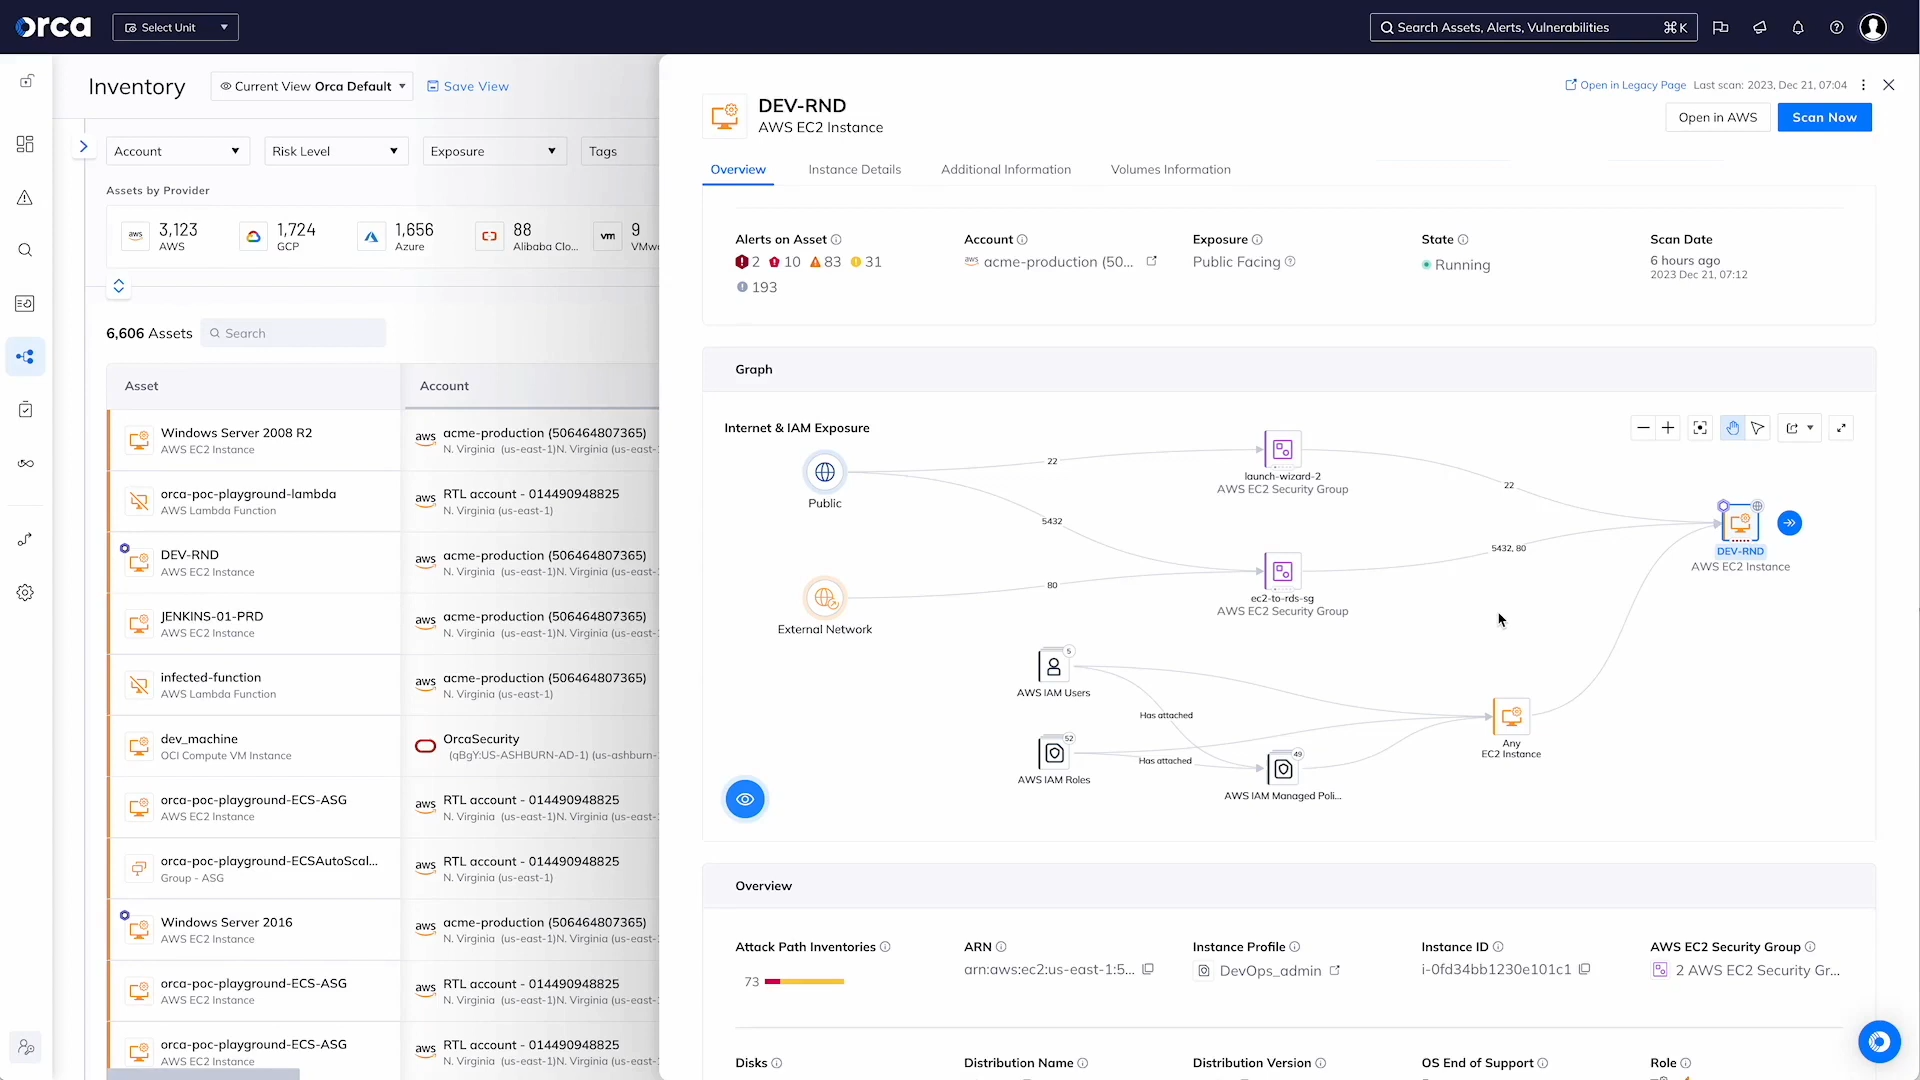 orca
Select Unit
Search Assets, Alerts, Vulnerabilities
⌘K
Inventory
Current View Orca Default
Save View
Account
Risk Level
Exposure
Tags
Assets by Provider
aws
3,123
AWS
1,724
GCP
1,656
Azure
88
Alibaba Clo...
vm
9
VMw
6,606 Assets
Search
Asset
Account
Windows Server 2008 R2
AWS EC2 Instance
aws
acme-production (506464807365)
N. Virginia (us-east-1)N. Virginia (us-east-
orca-poc-playground-lambda
AWS Lambda Function
aws
RTL account - 014490948825
N. Virginia (us-east-1)
DEV-RND
AWS EC2 Instance
aws
acme-production (506464807365)
N. Virginia (us-east-1)N. Virginia (us-east-
JENKINS-01-PRD
AWS EC2 Instance
aws
acme-production (506464807365)
N. Virginia (us-east-1)N. Virginia (us-east-
infected-function
AWS Lambda Function
aws
acme-production (506464807365)
N. Virginia (us-east-1)
dev_machine
OCI Compute VM Instance
OrcaSecurity
(qBgY:US-ASHBURN-AD-1) (us-ashburn-
orca-poc-playground-ECS-ASG
AWS EC2 Instance
aws
RTL account - 014490948825
N. Virginia (us-east-1)N. Virginia (us-east-
orca-poc-playground-ECSAutoScal...
Group - ASG
aws
RTL account - 014490948825
N. Virginia (us-east-1)
Windows Server 2016
AWS EC2 Instance
aws
acme-production (506464807365)
N. Virginia (us-east-1)N. Virginia (us-east-
orca-poc-playground-ECS-ASG
AWS EC2 Instance
aws
RTL account - 014490948825
N. Virginia (us-east-1)N. Virginia (us-east-
orca-poc-playground-ECS-ASG
AWS EC2 Instance
aws
RTL account - 014490948825
N. Virginia (us-east-1)N. Virginia (us-east-
Open in Legacy Page
Last scan: 2023, Dec 21, 07:04
DEV-RND
AWS EC2 Instance
Open in AWS
Scan Now
Overview
Instance Details
Additional Information
Volumes Information
Alerts on Asset
2 10 83 31
193
Account
aws acme-production (50...
Exposure
Public Facing
State
Running
Scan Date
6 hours ago
2023 Dec 21, 07:12
Graph
Internet & IAM Exposure
Public
External Network
22
5432
80
launch-wizard-2
AWS EC2 Security Group
ec2-to-rds-sg
AWS EC2 Security Group
22
5432, 80
DEV-RND
AWS EC2 Instance
5
AWS IAM Users
Has attached
52
AWS IAM Roles
Has attached
49
AWS IAM Managed Poli...
Any
EC2 Instance
Overview
Attack Path Inventories
73
ARN
arn:aws:ec2:us-east-1:5...
Instance Profile
DevOps_admin
Instance ID
i-0fd34bb1230e101c1
AWS EC2 Security Group
2 AWS EC2 Security Gr...
Disks
Distribution Name
Distribution Version
OS End of Support
Role